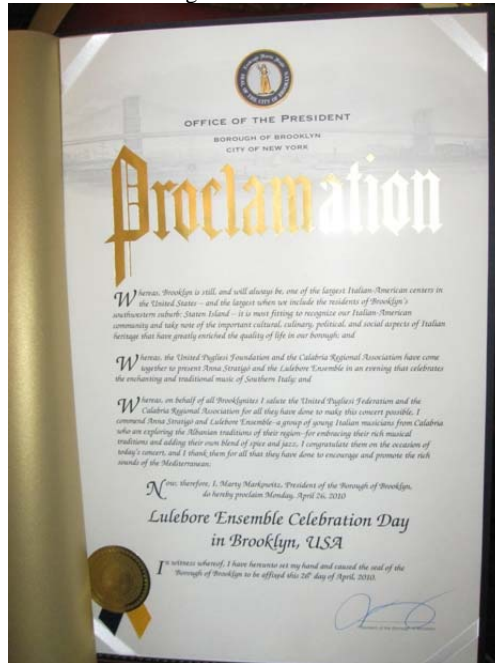 OFFICE OF THE PRESIDENT
BOROUGH OF BROOKLYN
CITY OF NEW YORK
Proclamation
Whereas, Brooklyn is still, and will always be, one of the largest Italian-American centers in
the United States – and the largest when we include the residents of Brooklyn's
southwestern suburb: Staten Island – it is most fitting to recognize our Italian-American
community and take note of the important cultural, culinary, political, and social aspects of Italian
heritage that have greatly enriched the quality of life in our borough; and
Whereas, the United Pugliesi Foundation and the Calabria Regional Association have come
together to present Anna Stratigò and the Lulebore Ensemble in an evening that celebrates
the enchanting and traditional music of Southern Italy; and
Whereas, on behalf of all Brooklynites I salute the United Pugliesi Federation and the
Calabria Regional Association for all they have done to make this concert possible, I
commend Anna Stratigò and Lulebore Ensemble–a group of young Italian musicians from Calabria
who are exploring the Albanian traditions of their region–for embracing their rich musical
traditions and adding their own blend of spice and jazz, I congratulate them on the occasion of
today's concert, and I thank them for all that they have done to encourage and promote the rich
sounds of the Mediterranean;
Now, therefore, I, Marty Markowitz, President of the Borough of Brooklyn,
do hereby proclaim Monday, April 26, 2010
Lulebore Ensemble Celebration Day
in Brooklyn, USA
In witness whereof, I have hereunto set my hand and caused the seal of the
Borough of Brooklyn to be affixed this 26th day of April, 2010.
President of the Borough of Brooklyn